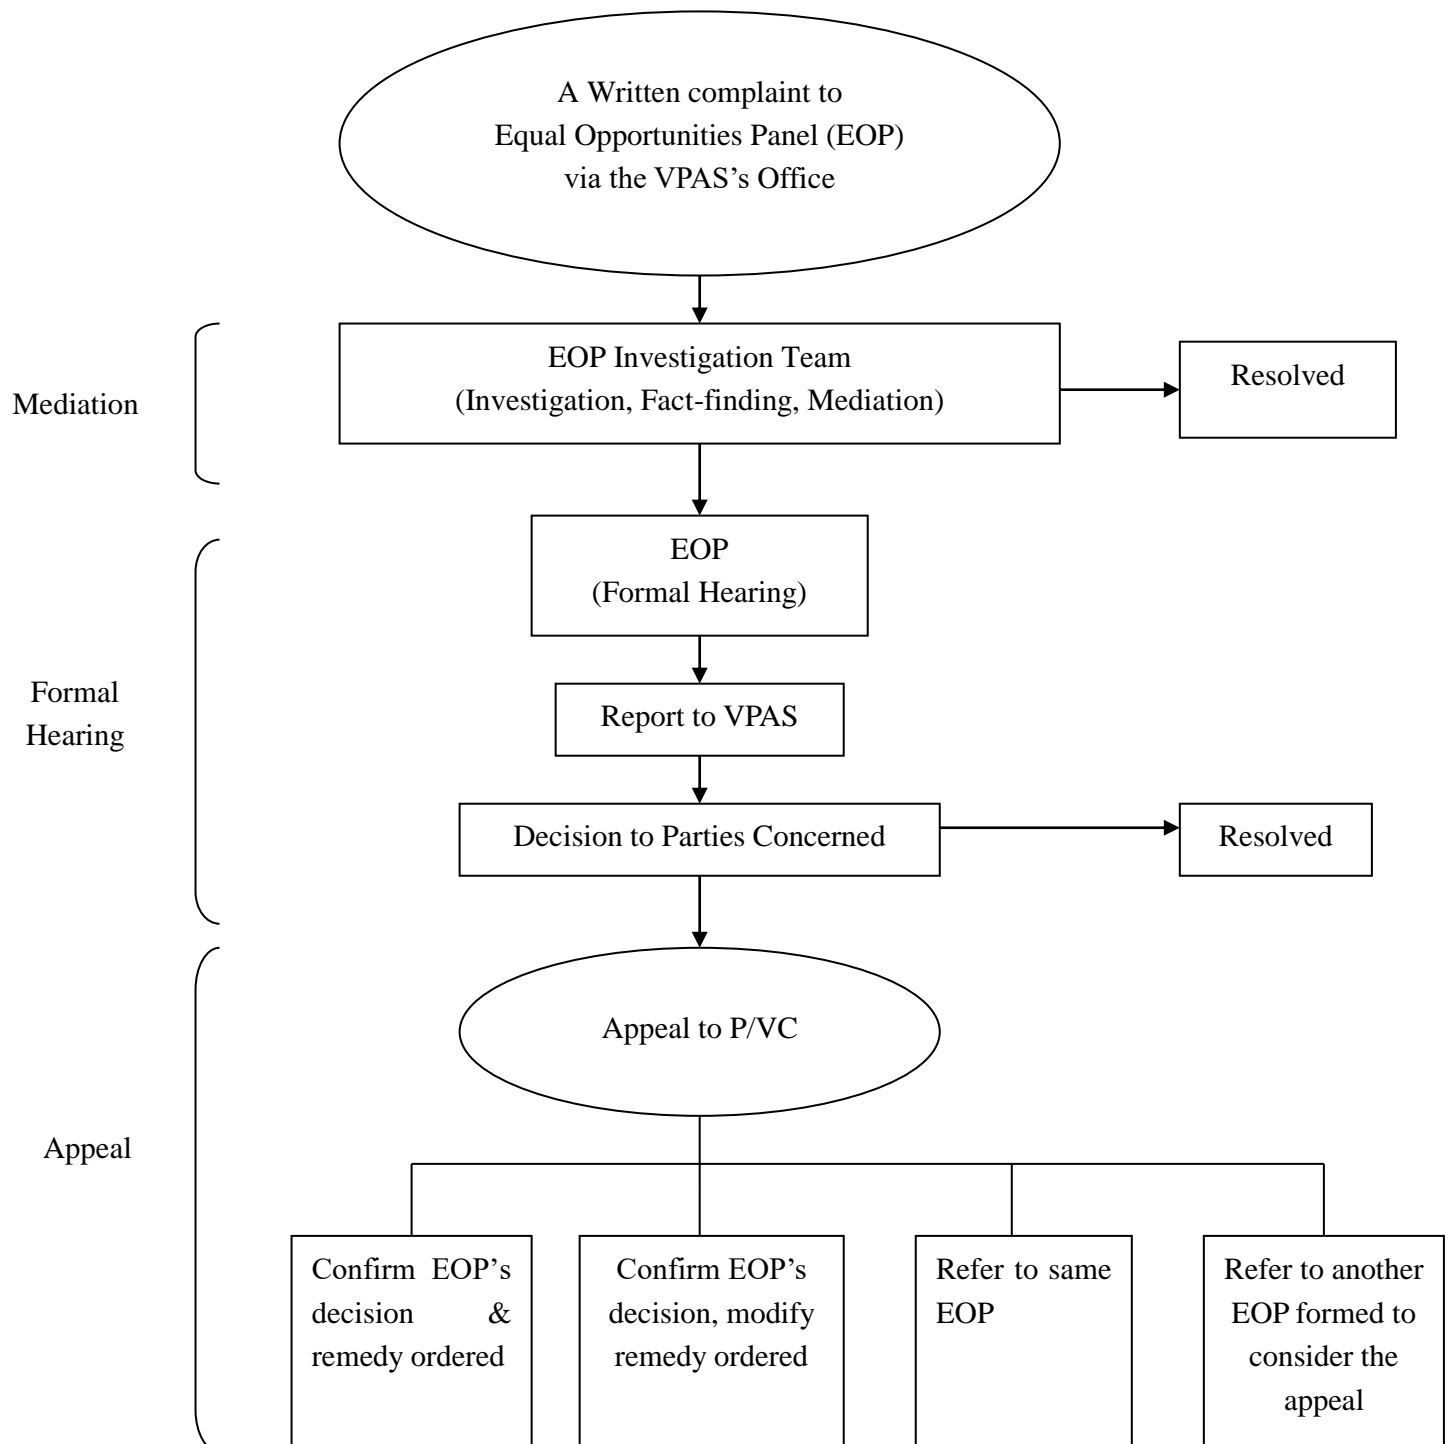 A Written complaint to
Equal Opportunities Panel (EOP)
via the VPAS’s Office
Mediation
EOP Investigation Team
(Investigation, Fact-finding, Mediation)
Resolved
Formal
Hearing
EOP
(Formal Hearing)
Report to VPAS
Decision to Parties Concerned
Resolved
Appeal
Appeal to P/VC
Confirm EOP’s
decision &
remedy ordered
Confirm EOP’s
decision, modify
remedy ordered
Refer to same
EOP
Refer to another
EOP formed to
consider the
appeal